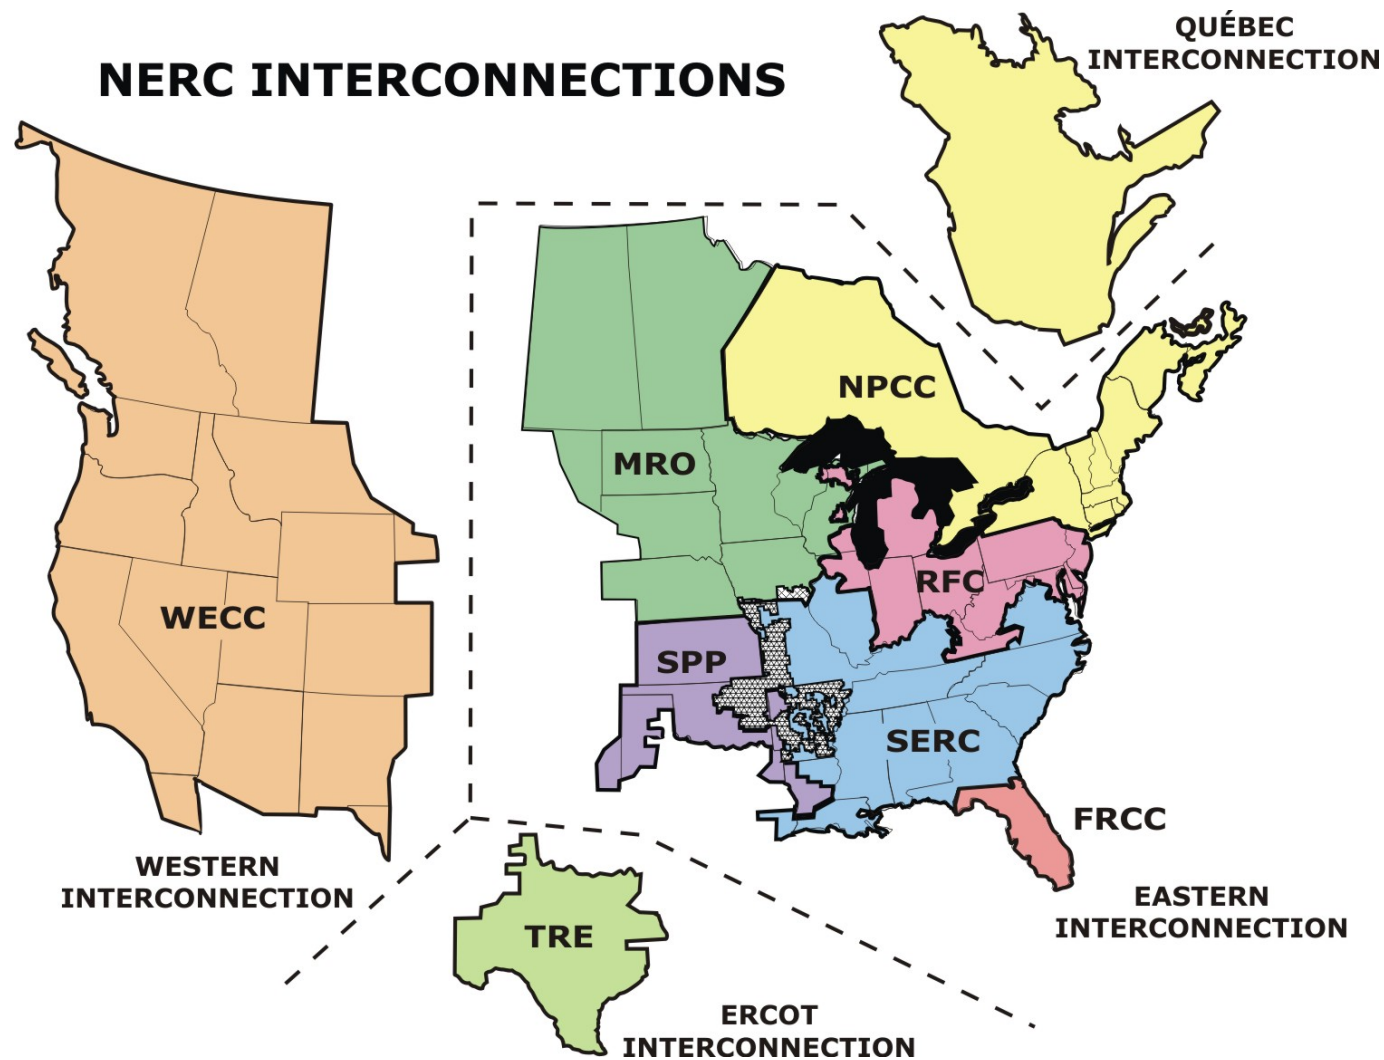 QUÉBEC
INTERCONNECTION
NERC INTERCONNECTIONS
NPCC
MRO
RFC
WECC
SPP
SERC
FRCC
WESTERN
INTERCONNECTION
EASTERN
INTERCONNECTION
TRE
ERCOT
INTERCONNECTION